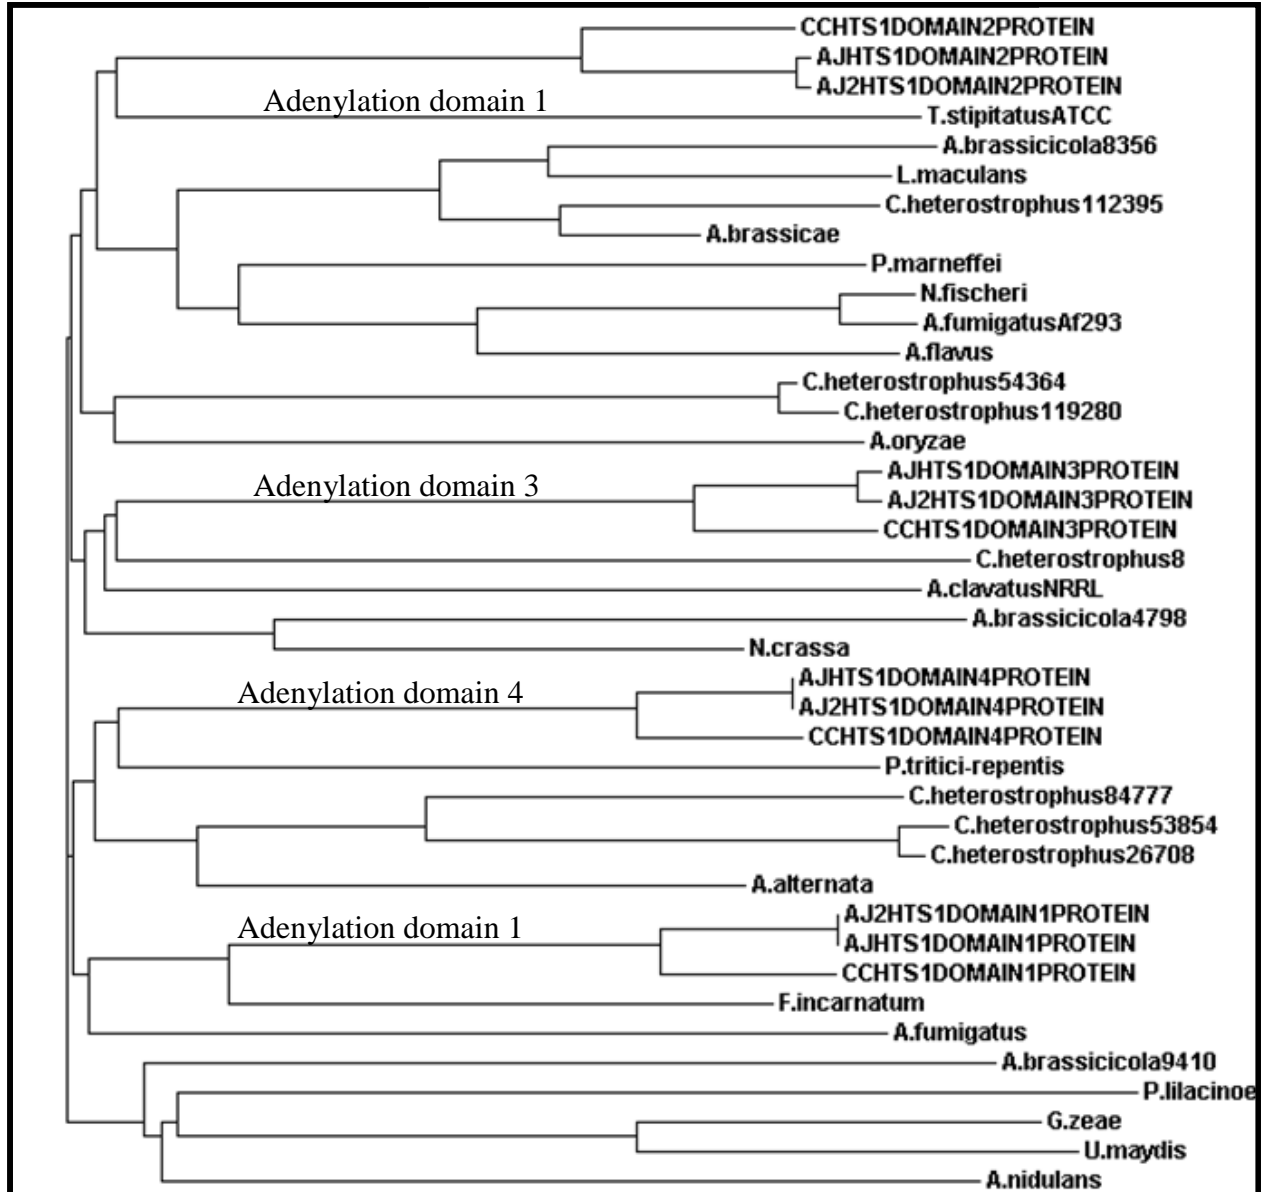 CCHTS1DOMAIN2PROTEIN
AJHTS1DOMAIN2PROTEIN
AJ2HTS1DOMAIN2PROTEIN
Adenylation domain 1
T.stipitatusATCC
A.brassicicola8356
L.maculans
C.heterostrophus112395
A.brassicae
P.marneffei
N.fischeri
A.fumigatusAf293
A.flavus
C.heterostrophus54364
C.heterostrophus119280
A.oryzae
AJHTS1DOMAIN3PROTEIN
Adenylation domain 3
AJ2HTS1DOMAIN3PROTEIN
CCHTS1DOMAIN3PROTEIN
C.heterostrophus8
A.clavatusNRRL
A.brassicicola4798
N.crassa
AJHTS1DOMAIN4PROTEIN
Adenylation domain 4
AJ2HTS1DOMAIN4PROTEIN
CCHTS1DOMAIN4PROTEIN
P.tritici-repentis
C.heterostrophus84777
C.heterostrophus53854
C.heterostrophus26708
A.alternata
AJ2HTS1DOMAIN1PROTEIN
Adenylation domain 1
AJHTS1DOMAIN1PROTEIN
CCHTS1DOMAIN1PROTEIN
F.incarnatum
A.fumigatus
A.brassicicola9410
P.lilacinoe
G.zeae
U.maydis
A.nidulans